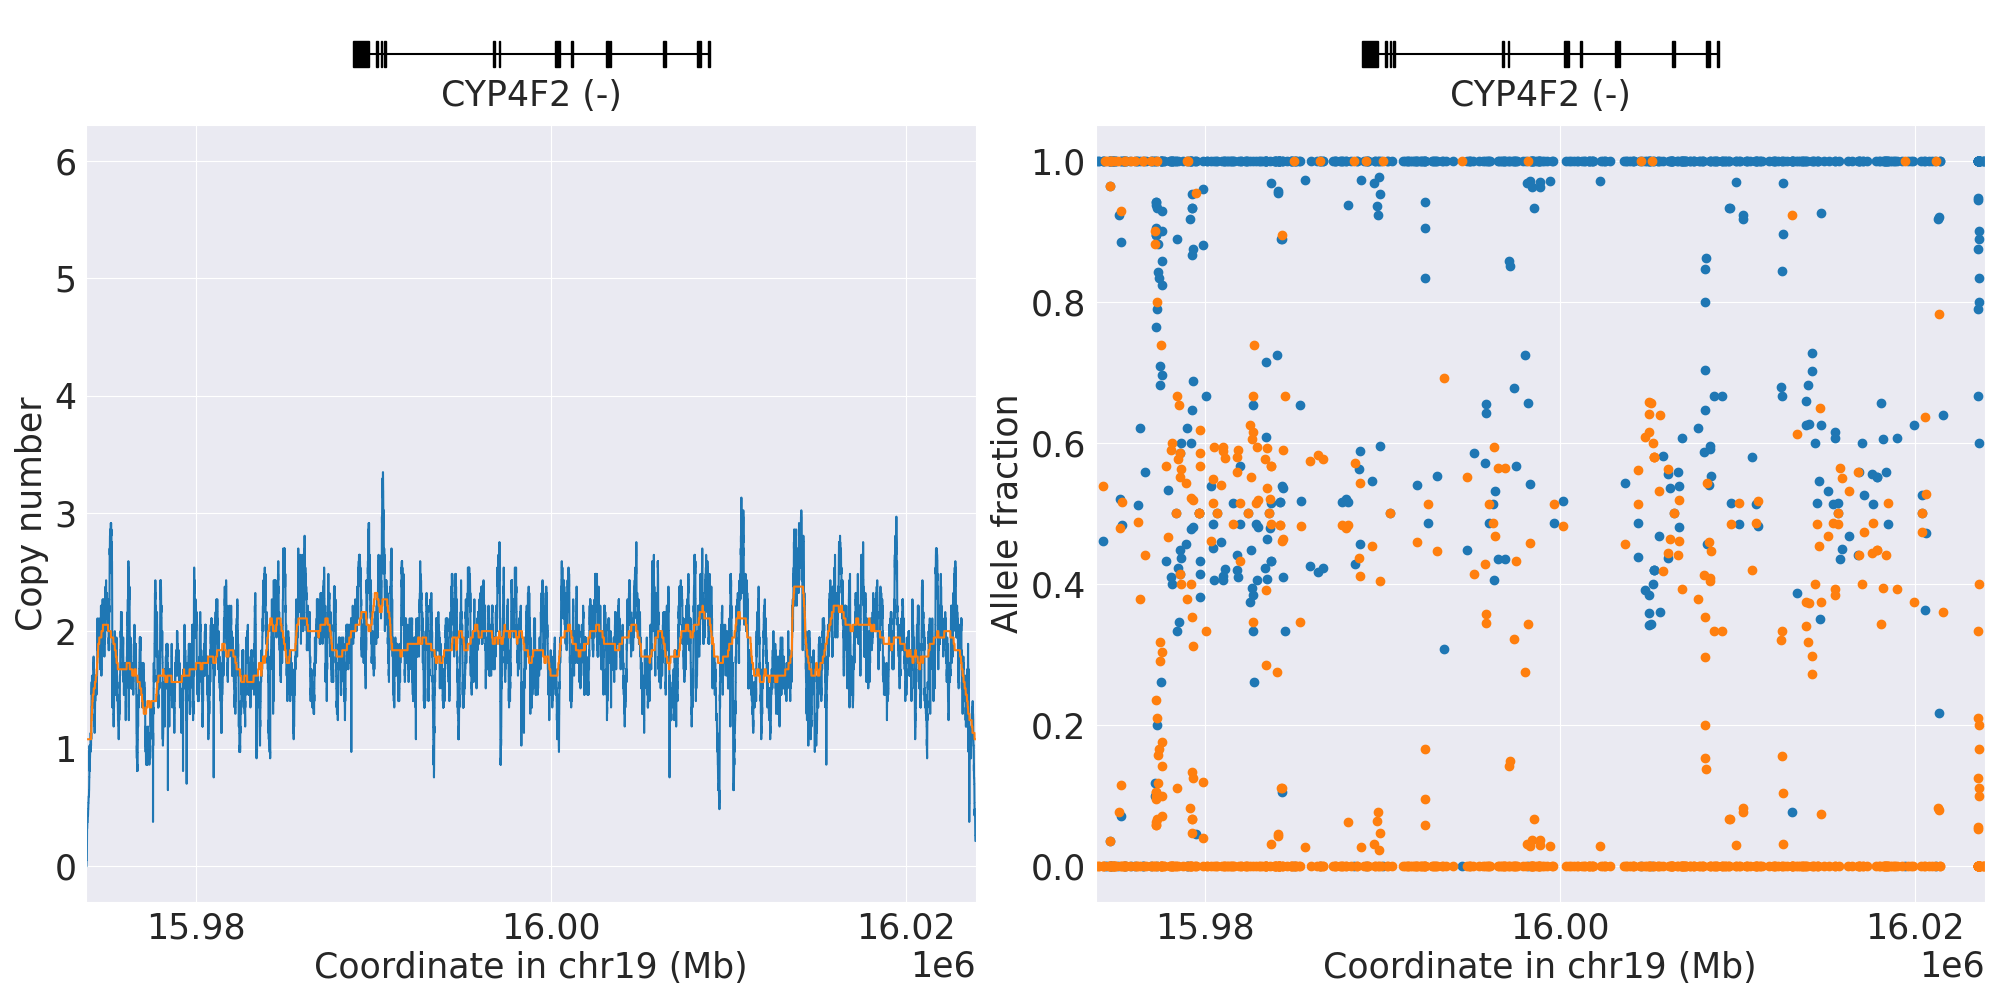 CYP4F2 (-)
6
5
4
3
2
1
0
Copy number
15.98
16.00
16.02
Coordinate in chr19 (Mb)
1e6
CYP4F2 (-)
1.0
0.8
0.6
0.4
0.2
0.0
Allele fraction
15.98
16.00
16.02
Coordinate in chr19 (Mb)
1e6